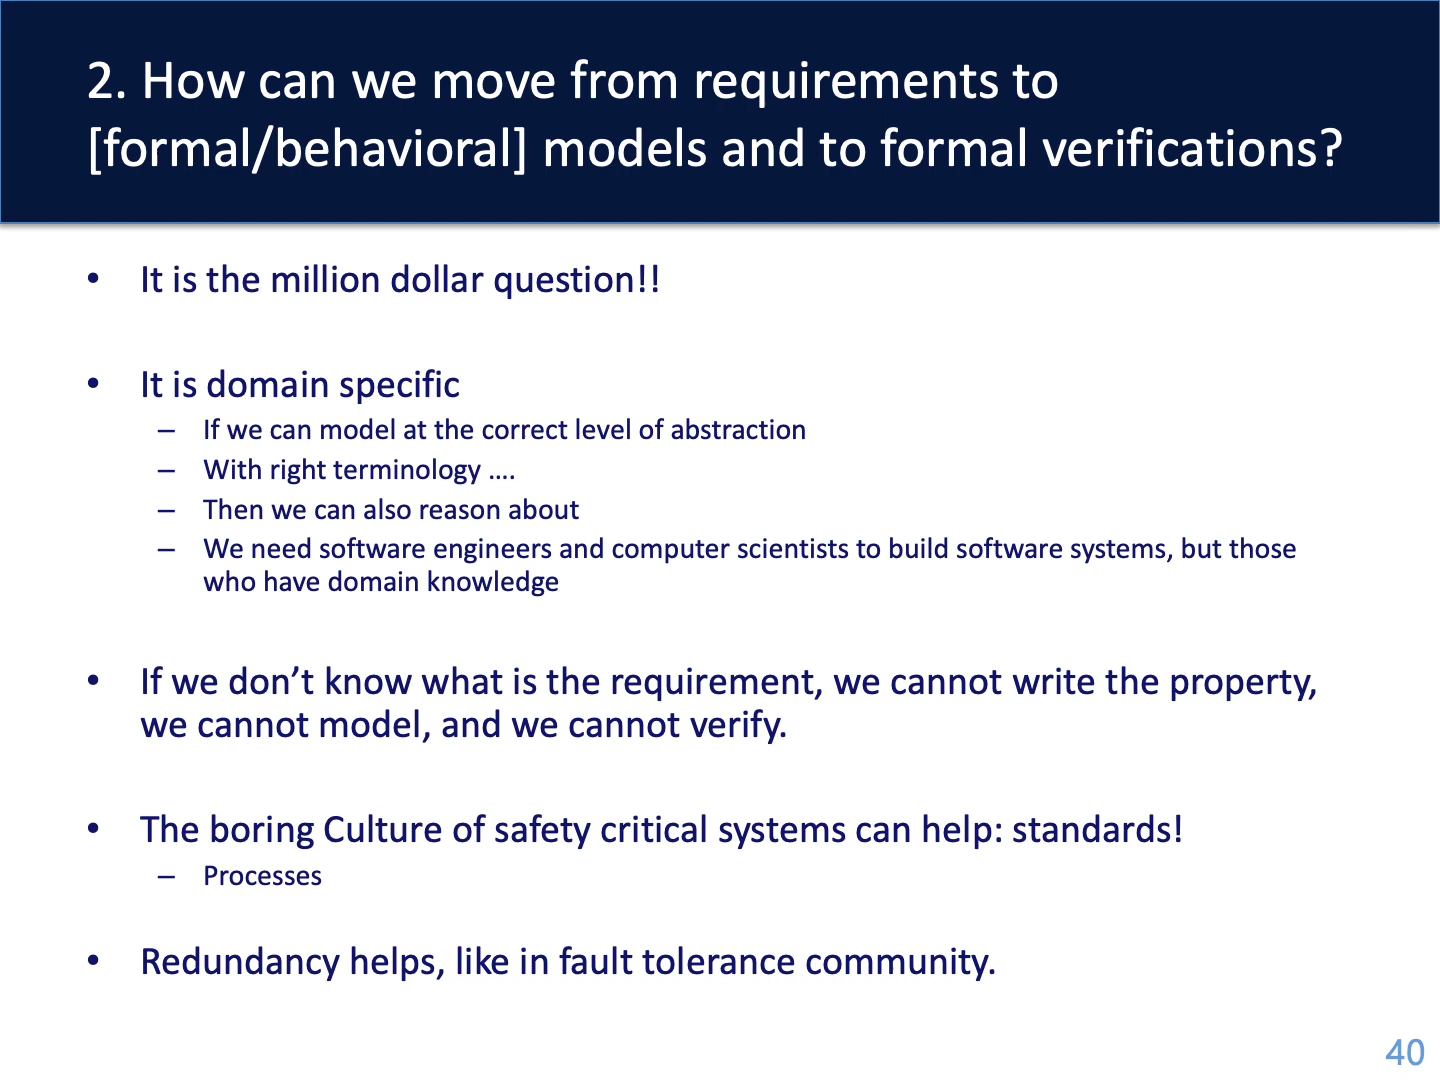 2. How can we move from requirements to
[formal/behavioral] models and to formal verifications?
• It is the million dollar question!!
• It is domain specific
– If we can model at the correct level of abstraction
– With right terminology ....
– Then we can also reason about
– We need software engineers and computer scientists to build software systems, but those
who have domain knowledge
• If we don’t know what is the requirement, we cannot write the property,
we cannot model, and we cannot verify.
• The boring Culture of safety critical systems can help: standards!
– Processes
• Redundancy helps, like in fault tolerance community.
40